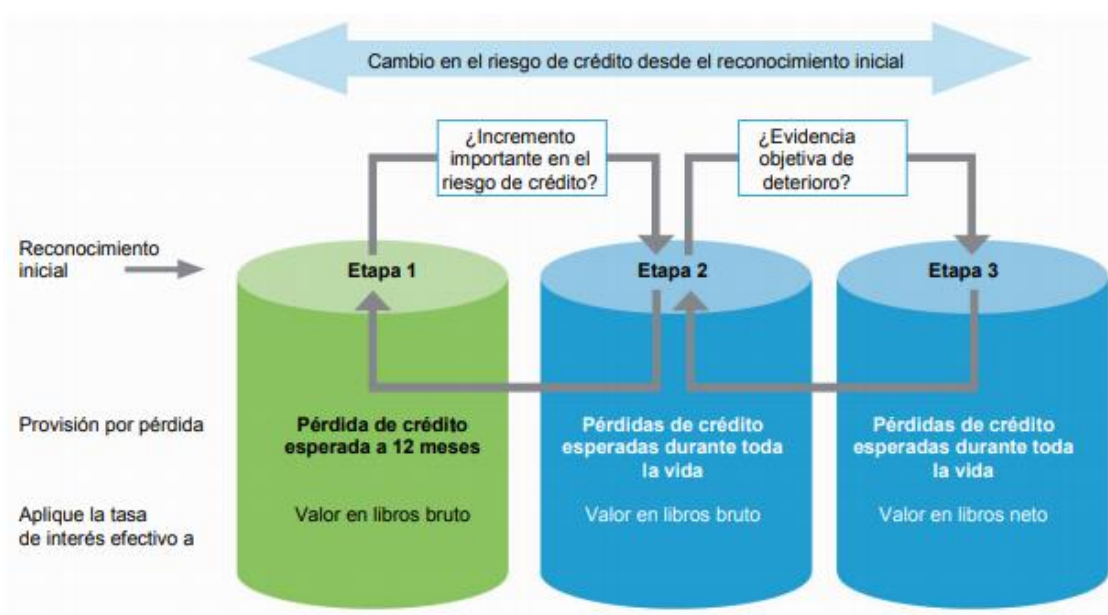 Cambio en el riesgo de crédito desde el reconocimiento inicial
¿Incremento
importante en el
riesgo de crédito?
¿Evidencia
objetiva de
deterioro?
Reconocimiento
inicial
Etapa 1
Etapa 2
Etapa 3
Provisión por pérdida
Pérdida de crédito
esperada a 12 meses
Pérdidas de crédito
esperadas durante toda
la vida
Pérdidas de crédito
esperadas durante toda
la vida
Aplique la tasa
de interés efectivo a
Valor en libros bruto
Valor en libros bruto
Valor en libros neto